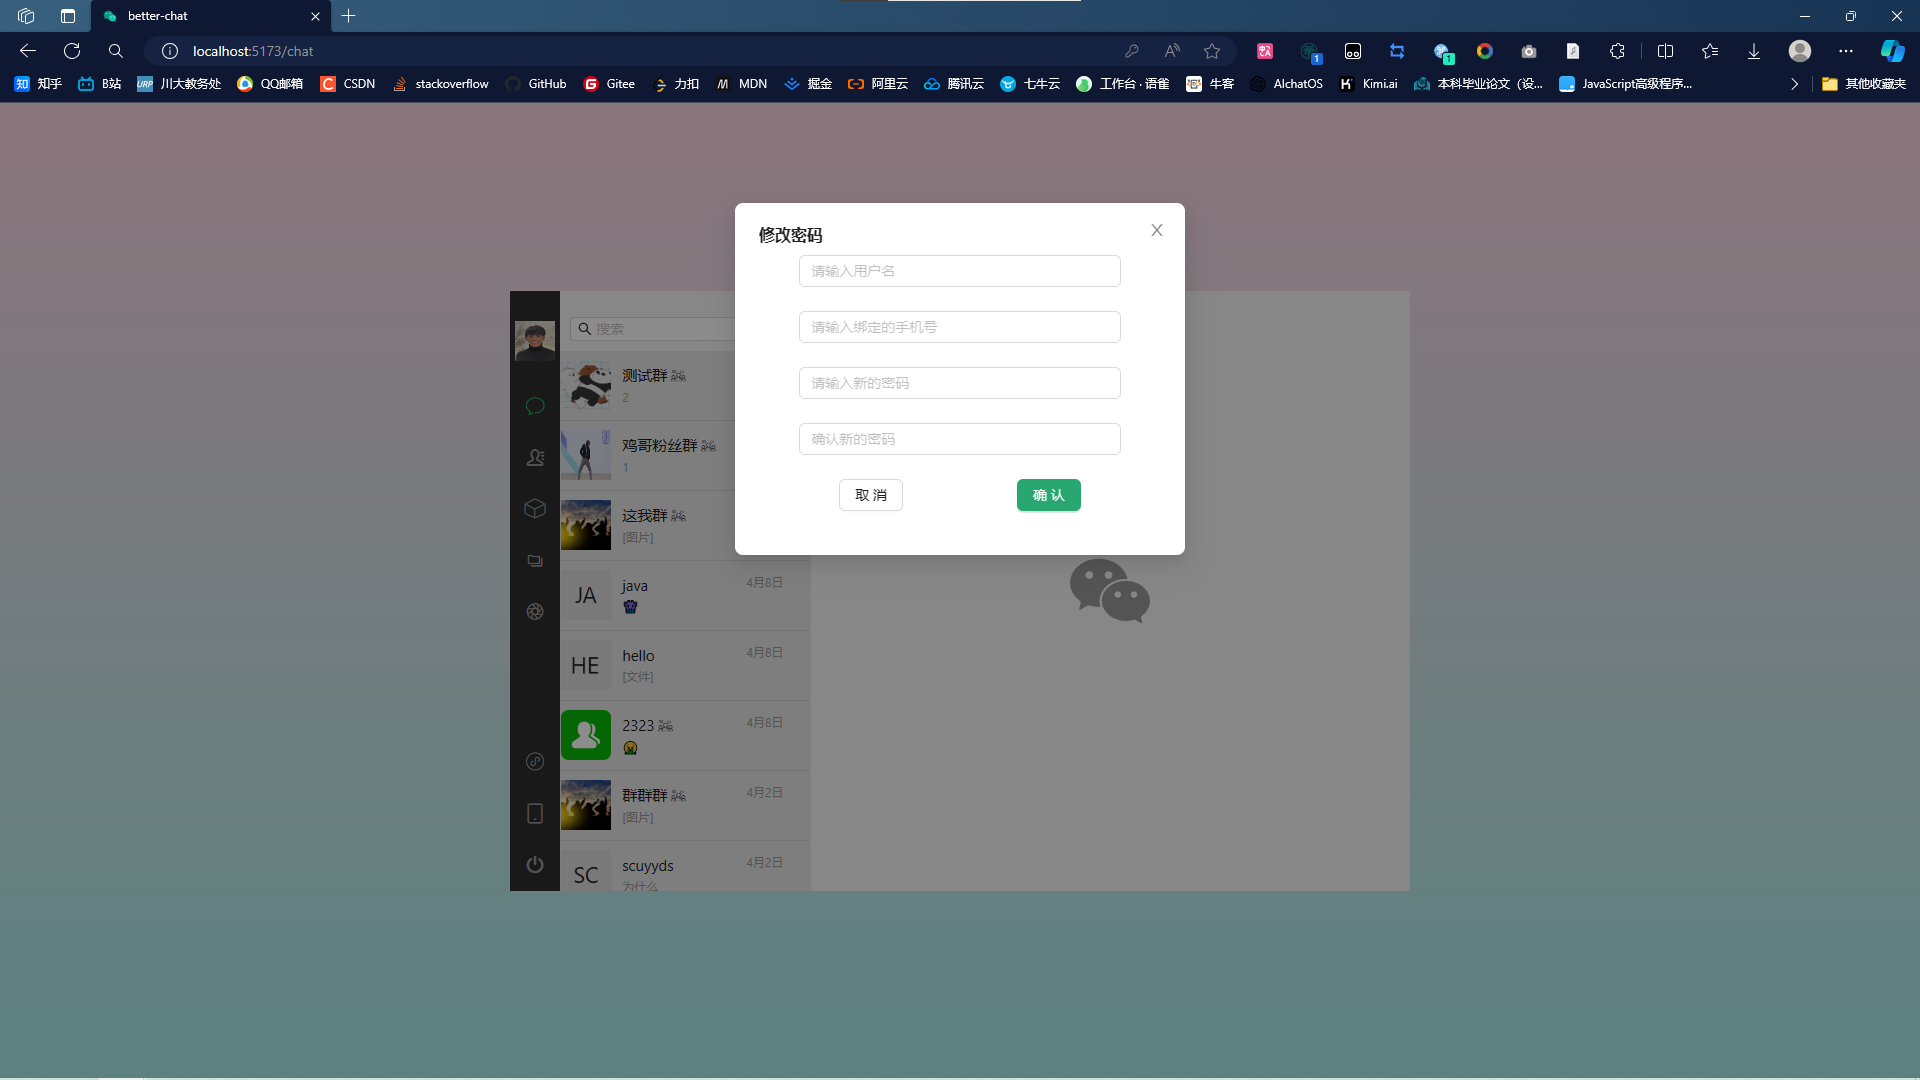 better-chat
localhost:5173/chat
1
1
知乎
B站
URP
川大教务处
QQ邮箱
C
CSDN
stackoverflow
GitHub
G
Gitee
力扣
M
MDN
掘金
阿里云
腾讯云
七牛云
工作台 · 语雀
牛客
AIchatOS
Kimi.ai
本科毕业论文（设...
JavaScript高级程序...
其他收藏夹
修改密码
请输入用户名
请输入绑定的手机号
请输入新的密码
确认新的密码
取 消
确 认
搜索
测试群
2
鸡哥粉丝群
1
这我群
[图片]
JA
java
4月8日
HE
hello
4月8日
[文件]
2323
4月8日
群群群
4月2日
[图片]
SC
scuyyds
4月2日
为什么